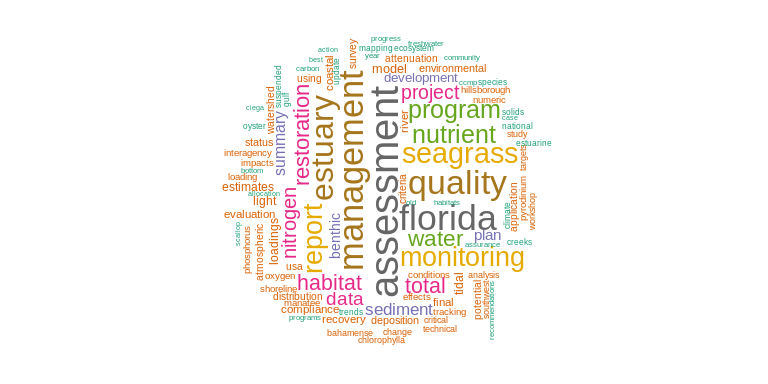 progress
freshwater
action
mapping ecosystem
best
year
community
survey
attenuation
carbon
update
coastal
model
environmental
suspended
gulf
using
development
ccmp species
ciega
watershed
restoration
estuary
management
assessment
project
hillsborough
numeric
program
river
solids
case
oyster
summary
nutrient
national
study
status
estuarine
interagency
seagrass
targets
impacts
bottom
loading
quality
estimates
allocation
criteria
old
habitats
application
pyrodinium
workshop
light
nitrogen
report
benthic
florida
evaluation
climate
scallop
phosphorus
atmospheric
loadings
water
plan
assurance
creeks
monitoring
usa
oxygen
habitat
total
conditions
tidal
analysis
potential
southwest
recommendations
shoreline
data
distribution
manatee
effects
final
compliance
trends
sediment
tracking
programs
recovery
deposition
critical
technical
bahamense
change
chlorophylla